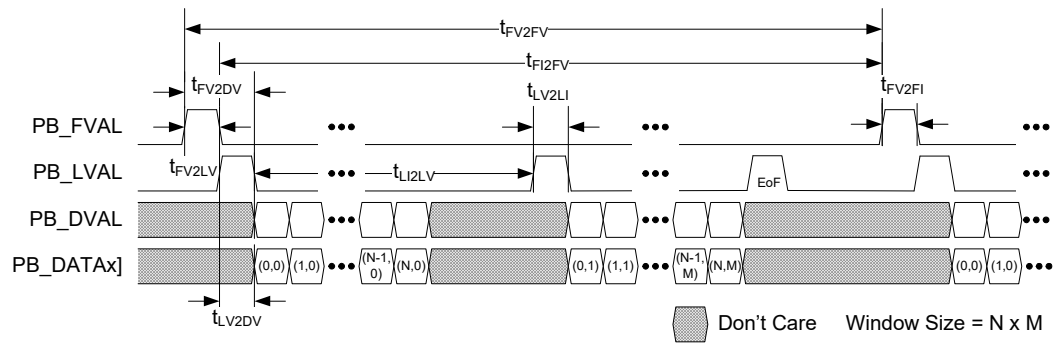 tFV2FV
tFI2FV
tFV2DV
tLV2LI
tFV2FI
PB_FVAL
•••
•••
•••
tFV2LV
PB_LVAL
•••
tLI2LV
•••
EoF
•••
PB_DVAL
•••
•••
•••
PB_DATAx]
(0,0)
(1,0)
•••
(N-1,
0)
(N,0)
(0,1)
(1,1)
•••
(N-1,
M)
(N,M)
(0,0)
(1,0)
•••
tLV2DV
Don't Care
Window Size = N x M